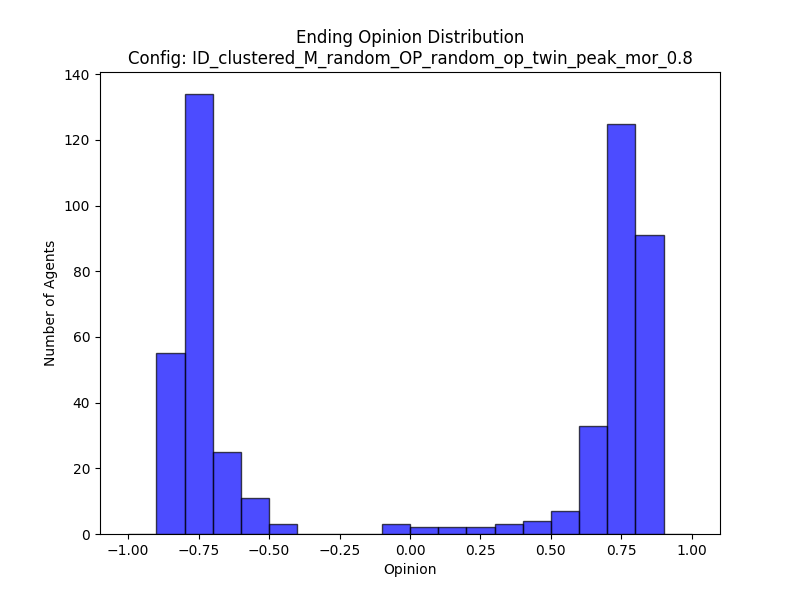 Ending Opinion Distribution
Config: ID_clustered_M_random_OP_random_op_twin_peak_mor_0.8
140
120
100
80
60
40
20
0
Number of Agents
−1.00 −0.75 −0.50 −0.25 0.00 0.25 0.50 0.75 1.00
Opinion